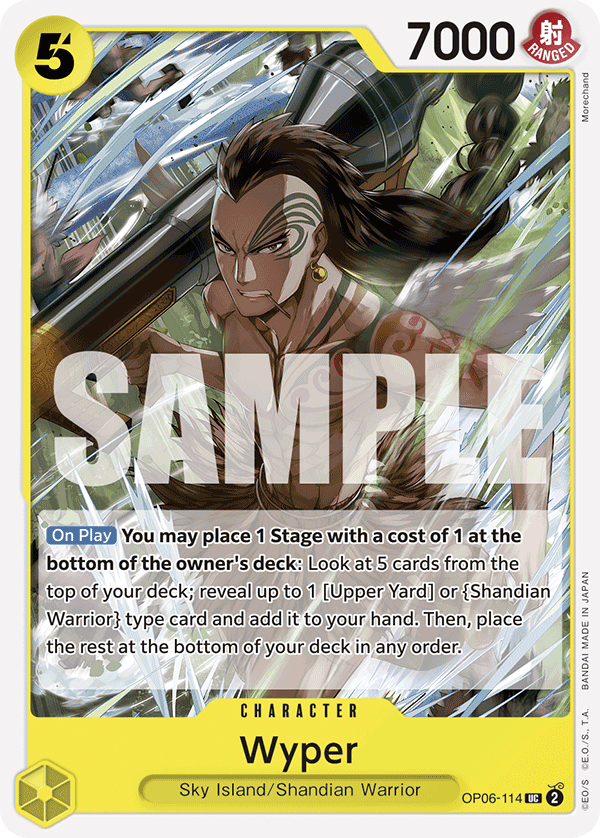 5
7000
射
RANGED
Morechand
SAMPLE
On Play You may place 1 Stage with a cost of 1 at the
bottom of the owner's deck: Look at 5 cards from the
top of your deck; reveal up to 1 [Upper Yard] or {Shandian
Warrior} type card and add it to your hand. Then, place
the rest at the bottom of your deck in any order.
CHARACTER
Wyper
Sky Island/Shandian Warrior
OP06-114 UC 2
©EO/S ©E.O./S., T.A. BANDAI MADE IN JAPAN